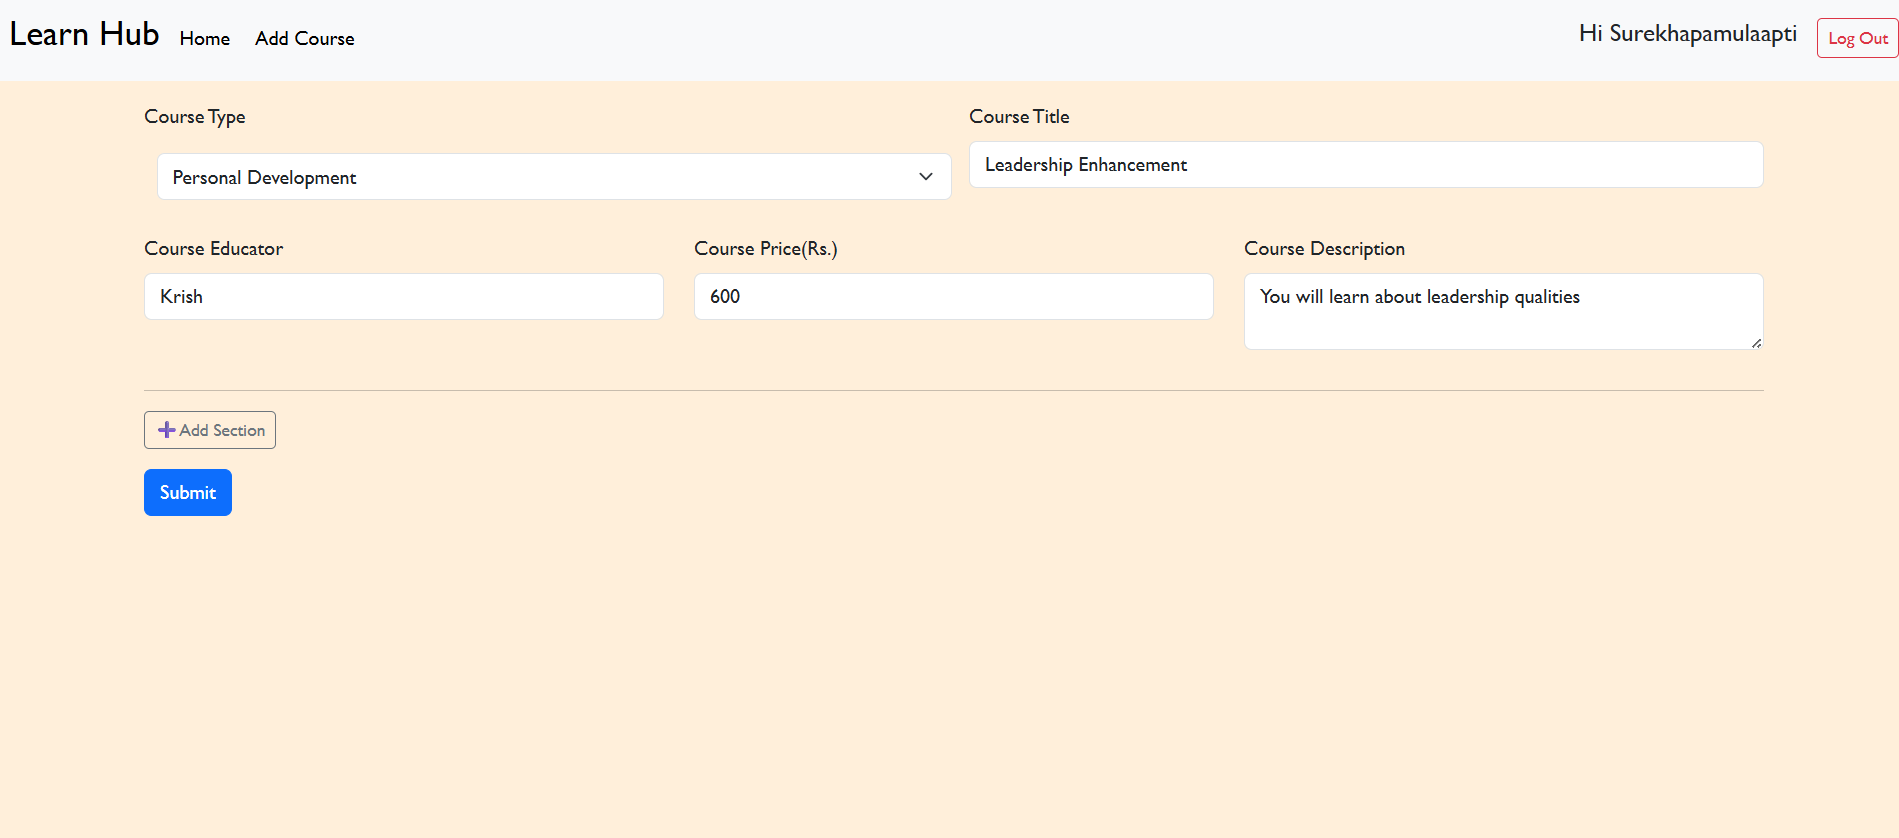 Learn Hub Home Add Course Hi Surekhapamulaapti Log Out
Course Type Course Title
Personal Development Leadership Enhancement
Course Educator Course Price(Rs.) Course Description
Krish 600 You will learn about leadership qualities
➕ Add Section
Submit